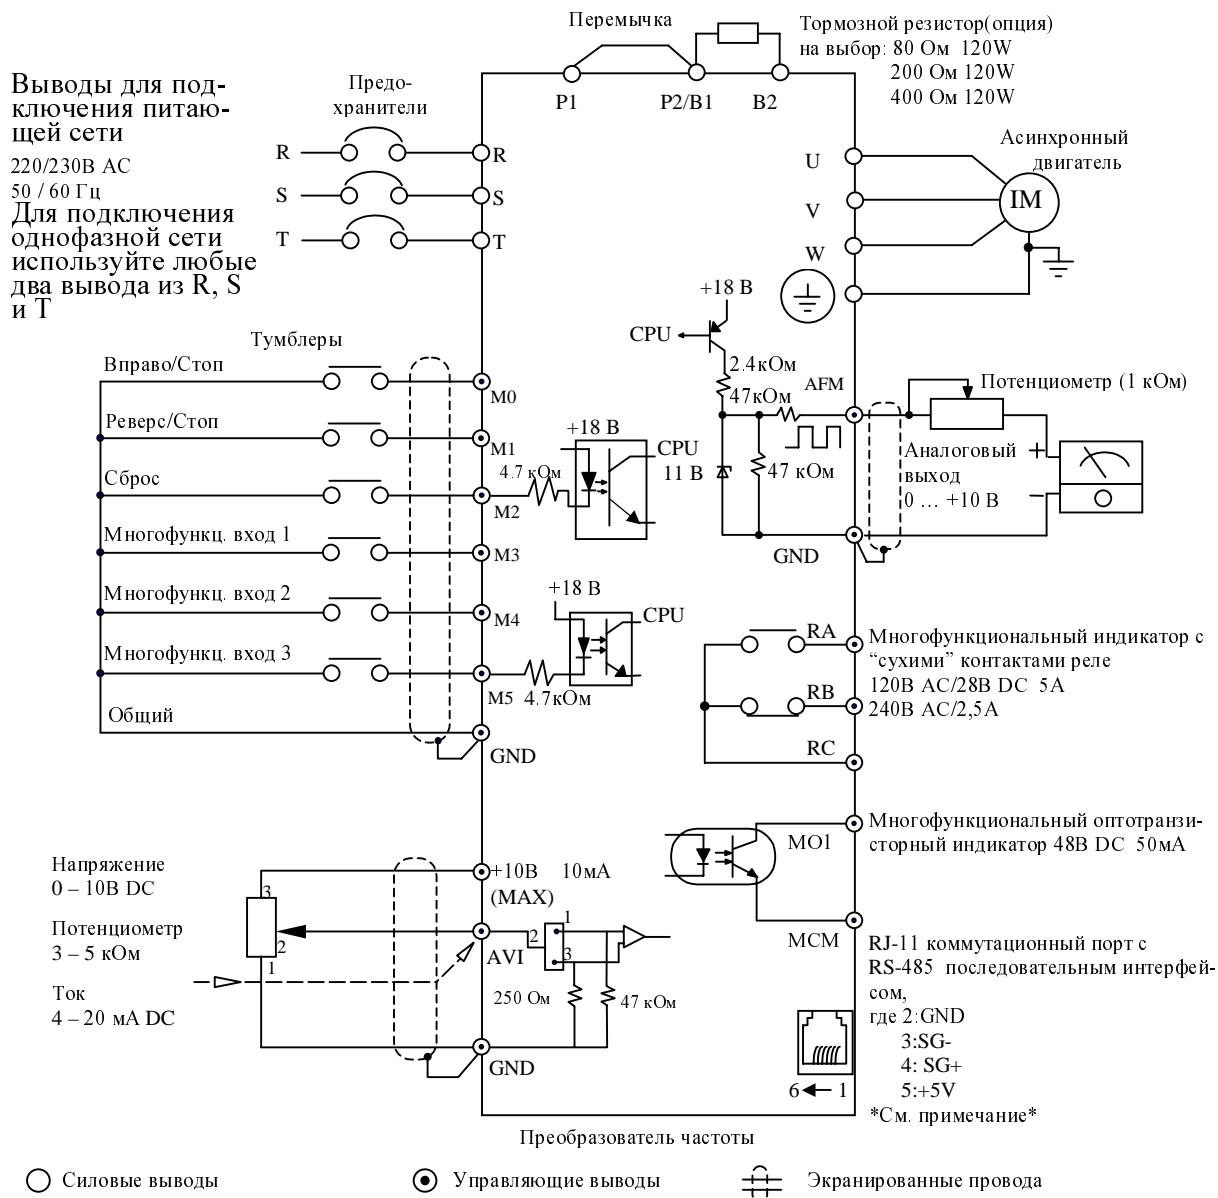 Перемычка
Тормозной резистор(опция)
на выбор: 80 Ом 120W
200 Ом 120W
400 Ом 120W
P1
P2/B1
B2
Выводы для под-
ключения питаю-
щей сети
220/230В АС
50 / 60 Гц
Для подключения
однофазной сети
используйте любые
два вывода из R, S
и Т
Предо-
хранители
R
R
S
S
T
T
U
V
W
Асинхронный
двигатель
IM
+18 В
CPU
2.4кОм
47кОм
AFM
47 кОм
11 В
GND
Потенциометр (1 кОм)
Аналоговый
выход
0 … +10 В
+
–
Тумблеры
Вправо/Стоп
M0
Реверс/Стоп
M1
Сброс
M2
Многофункц. вход 1
M3
Многофункц. вход 2
M4
Многофункц. вход 3
M5
Общий
GND
+18 В
4.7 кОм
CPU
+18 В
CPU
4.7кОм
RA
RB
RC
Многофункциональный индикатор с
“сухими” контактами реле
120В АС/28В DC 5А
240В АС/2,5А
MO1
MCM
Многофункциональный оптотранзи-
сторный индикатор 48В DC 50мА
Напряжение
0 – 10В DC
Потенциометр
3 – 5 кОм
Ток
4 – 20 мА DC
3
2
1
+10В 10мА
(MAX)
AVI
2
1
3
250 Ом
47 кОм
GND
RJ-11 коммутационный порт с
RS-485 последовательным интерфей-
сом,
где 2:GND
3:SG-
4: SG+
5:+5V
*См. примечание*
6
1
Преобразователь частоты
Силовые выводы
Управляющие выводы
Экранированные провода